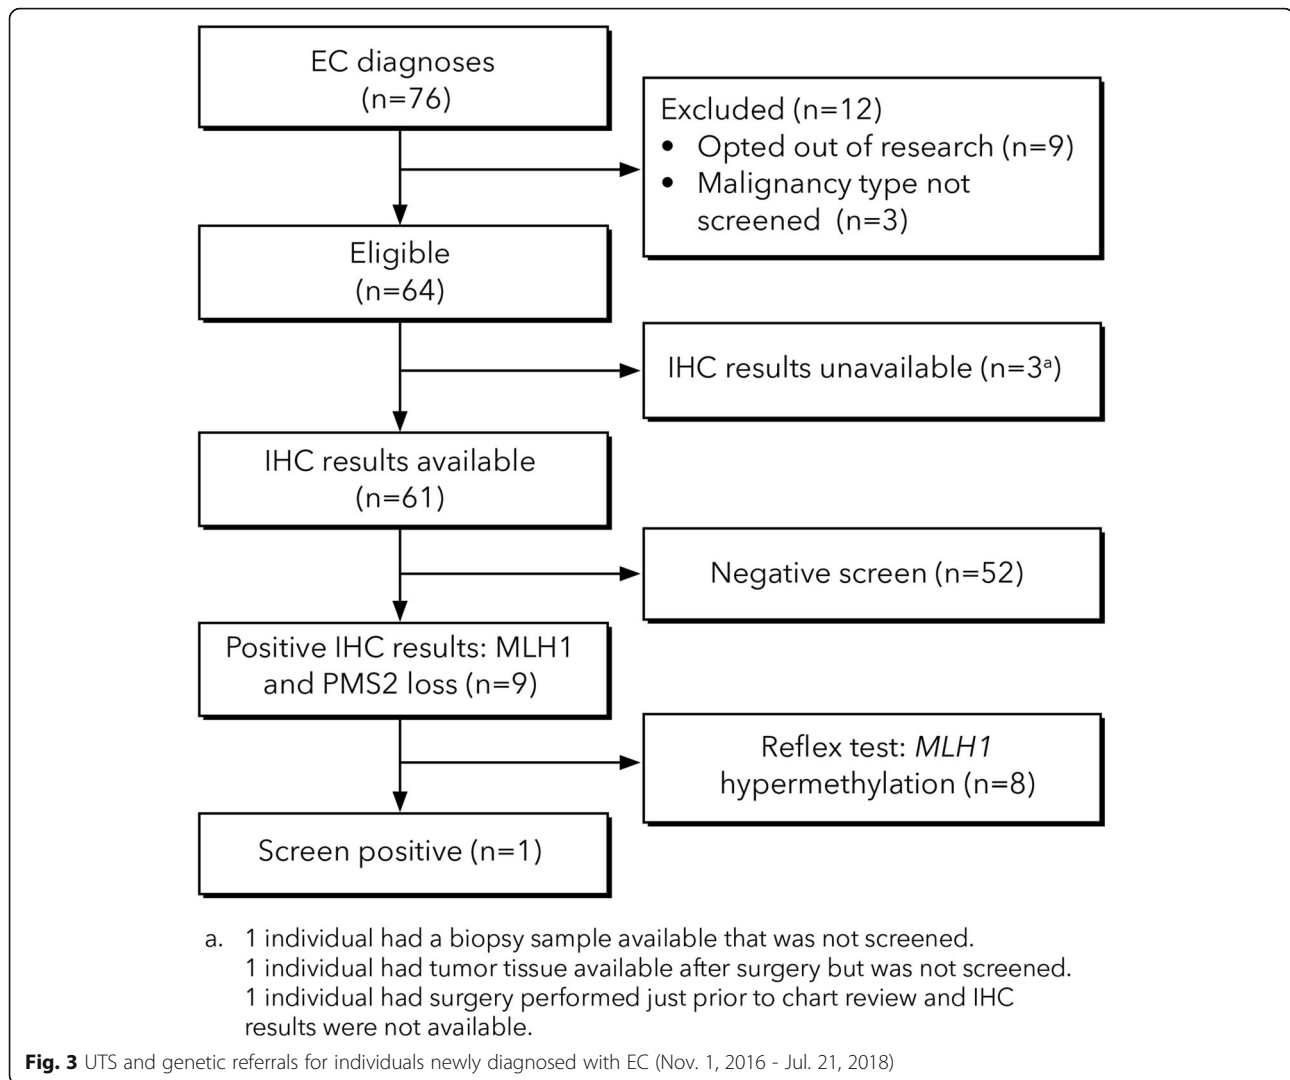 EC diagnoses
(n=76)
Excluded (n=12)
• Opted out of research (n=9)
• Malignancy type not
screened (n=3)
Eligible
(n=64)
IHC results unavailable (n=3ᵃ)
IHC results available
(n=61)
Negative screen (n=52)
Positive IHC results: MLH1
and PMS2 loss (n=9)
Reflex test: MLH1
hypermethylation (n=8)
Screen positive (n=1)
a. 1 individual had a biopsy sample available that was not screened.
1 individual had tumor tissue available after surgery but was not screened.
1 individual had surgery performed just prior to chart review and IHC
results were not available.
Fig. 3 UTS and genetic referrals for individuals newly diagnosed with EC (Nov. 1, 2016 - Jul. 21, 2018)